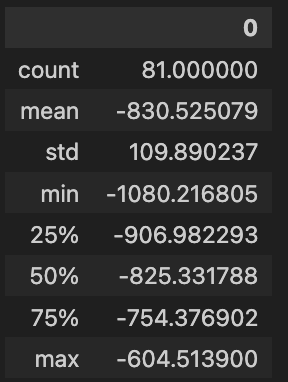 0
count 81.000000
mean -830.525079
std 109.890237
min -1080.216805
25% -906.982293
50% -825.331788
75% -754.376902
max -604.513900